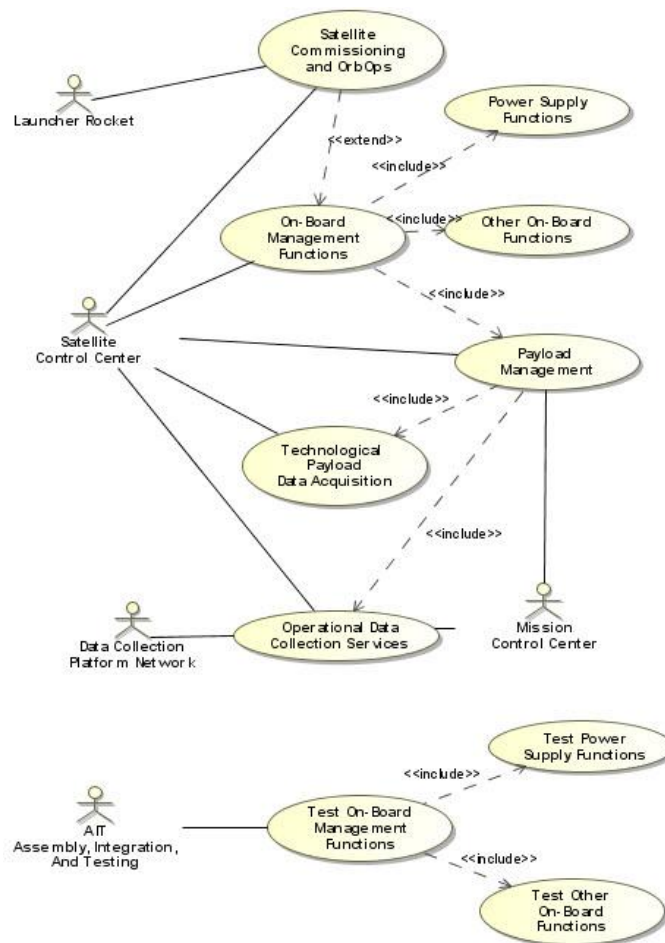 Satellite
Commissioning
and OrbOps
Launcher Rocket
Power Supply
Functions
<<extend>>
<<include>>
On-Board
Management
Functions
<<include>>
Other On-Board
Functions
<<include>>
Satellite
Control Center
Payload
Management
<<include>>
Technological
Payload
Data Acquisition
<<include>>
Operational Data
Collection Services
Mission
Control Center
Data Collection
Platform Network
Test Power
Supply Functions
<<include>>
AIT
Assembly, Integration,
And Testing
Test On-Board
Management
Functions
<<include>>
Test Other
On-Board
Functions